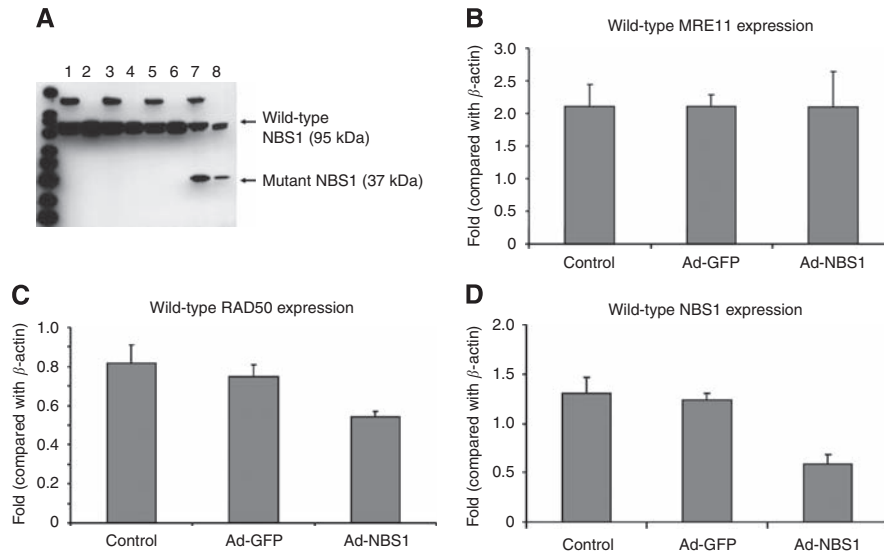 A
1 2 3 4 5 6 7 8
Wild-type
NBS1 (95 kDa)
Mutant NBS1 (37 kDa)
B
Wild-type MRE11 expression
Fold (compared with β-actin)
3.0
2.5
2.0
1.5
1.0
0.5
0
Control Ad-GFP Ad-NBS1
C
Wild-type RAD50 expression
Fold (compared with β-actin)
1.0
0.8
0.6
0.4
0.2
0
Control Ad-GFP Ad-NBS1
D
Wild-type NBS1 expression
Fold (compared with β-actin)
2.0
1.5
1.0
0.5
0
Control Ad-GFP Ad-NBS1